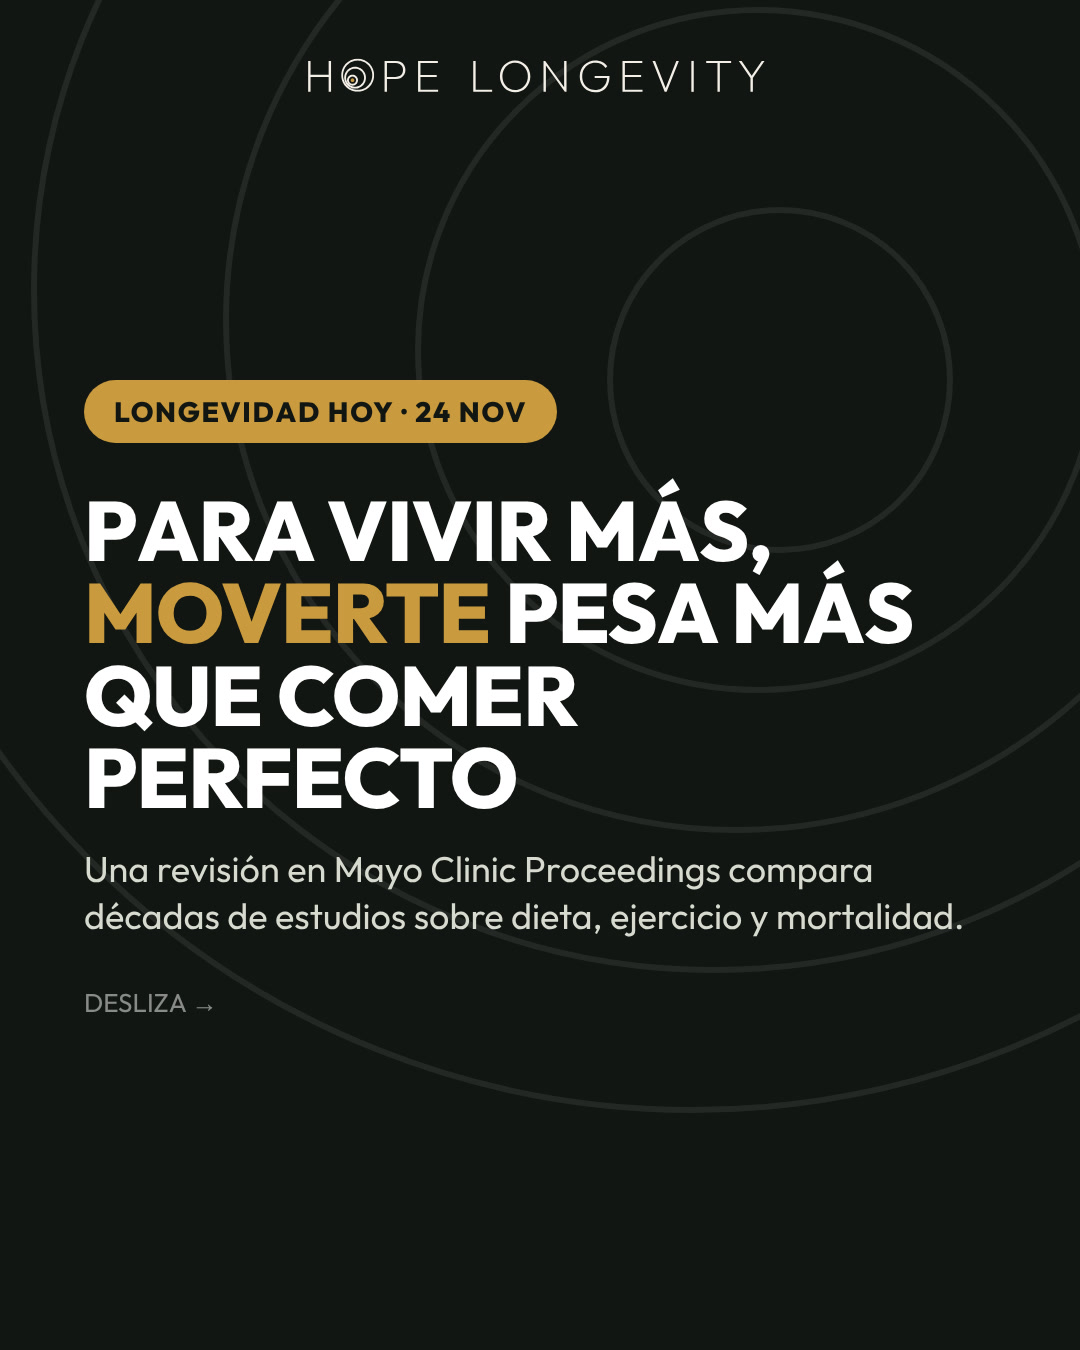 HOPE LONGEVITY
LONGEVIDAD HOY · 24 NOV
PARA VIVIR MÁS,
MOVERTE PESA MÁS
QUE COMER
PERFECTO
Una revisión en Mayo Clinic Proceedings compara
décadas de estudios sobre dieta, ejercicio y mortalidad.
DESLIZA →